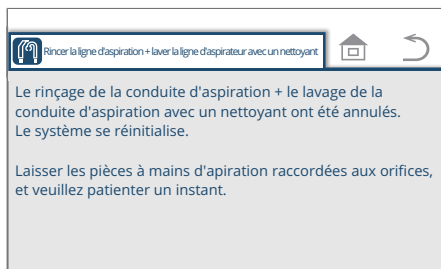 Rincer la ligne d'aspiration + laver la ligne d'aspirateur avec un nettoyant
Le rinçage de la conduite d'aspiration + le lavage de la
conduite d'aspiration avec un nettoyant ont été annulés.
Le système se réinitialise.
Laisser les pièces à mains d'apiration raccordées aux orifices,
et veuillez patienter un instant.